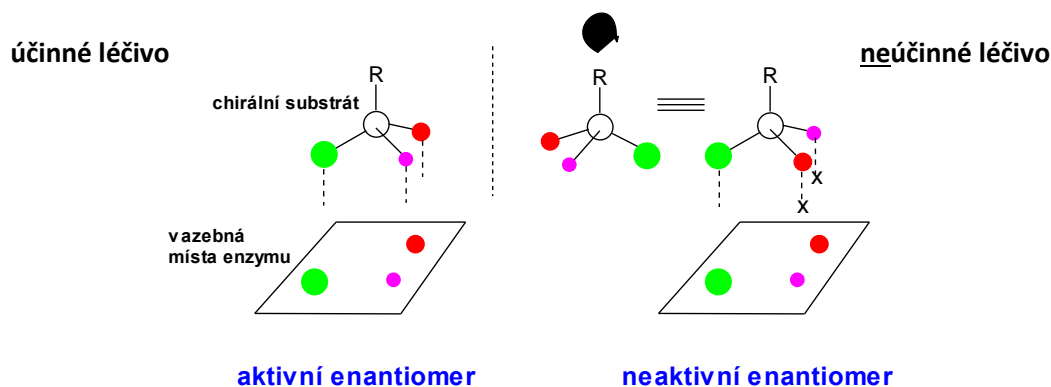 účinné léčivo
neúčinné léčivo
R
R
R
chirální substrát
x
x
vazebná
místa enzymu
aktivní enantiomer
neaktivní enantiomer